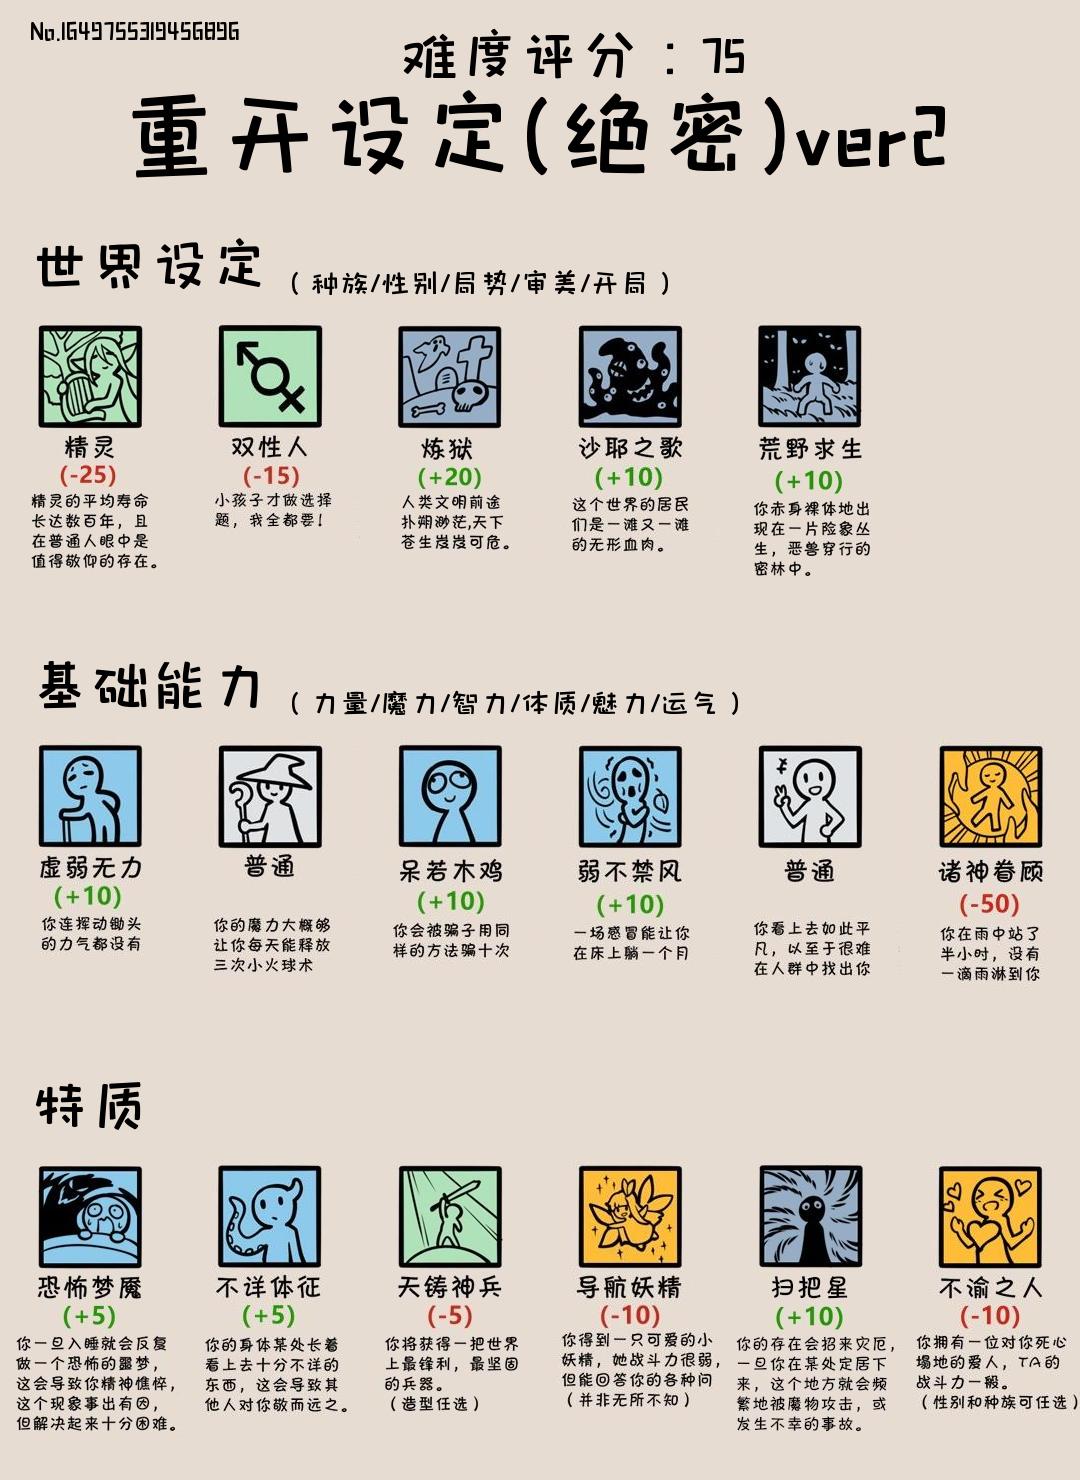 No.1649755319456896
难度评分：75
重开设定(绝密)ver2
世界设定（种族/性别/局势/审美/开局）
精灵
(-25)
精灵的平均寿命
长达数百年，且
在普通人眼中是
值得敬仰的存在。
双性人
(-15)
小孩子才做选择
题，我全都要！
炼狱
(+20)
人类文明前途
扑朔渺茫,天下
苍生岌岌可危。
沙耶之歌
(+10)
这个世界的居民
们是一滩又一滩
的无形血肉。
荒野求生
(+10)
你赤身裸体地出
现在一片险象丛
生，恶兽穿行的
密林中。
基础能力（力量/魔力/智力/体质/魅力/运气）
虚弱无力
(+10)
你连挥动锄头
的力气都没有
普通
你的魔力大概够
让你每天能释放
三次小火球术
呆若木鸡
(+10)
你会被骗子用同
样的方法骗十次
弱不禁风
(+10)
一场感冒能让你
在床上躺一个月
普通
你看上去如此平
凡，以至于很难
在人群中找出你
诸神眷顾
(-50)
你在雨中站了
半小时，没有
一滴雨淋到你
特质
恐怖梦魇
(+5)
你一旦入睡就会反复
做一个恐怖的噩梦，
这会导致你精神憔悴，
这个现象事出有因，
但解决起来十分困难。
不详体征
(+5)
你的身体某处长着
看上去十分不详的
东西，这会导致其
他人对你敬而远之。
天铸神兵
(-5)
你将获得一把世界
上最锋利，最坚固
的兵器。
（造型任选）
导航妖精
(-10)
你得到一只可爱的小
妖精，她战斗力很弱，
但能回答你的各种问
（并非无所不知）
扫把星
(+10)
你的存在会招来灾厄，
一旦你在某处定居下
来，这个地方就会频
繁地被魔物攻击，或
发生不幸的事故。
不渝之人
(-10)
你拥有一位对你死心
塌地的爱人，TA的
战斗力一般。
（性别和种族可任选）